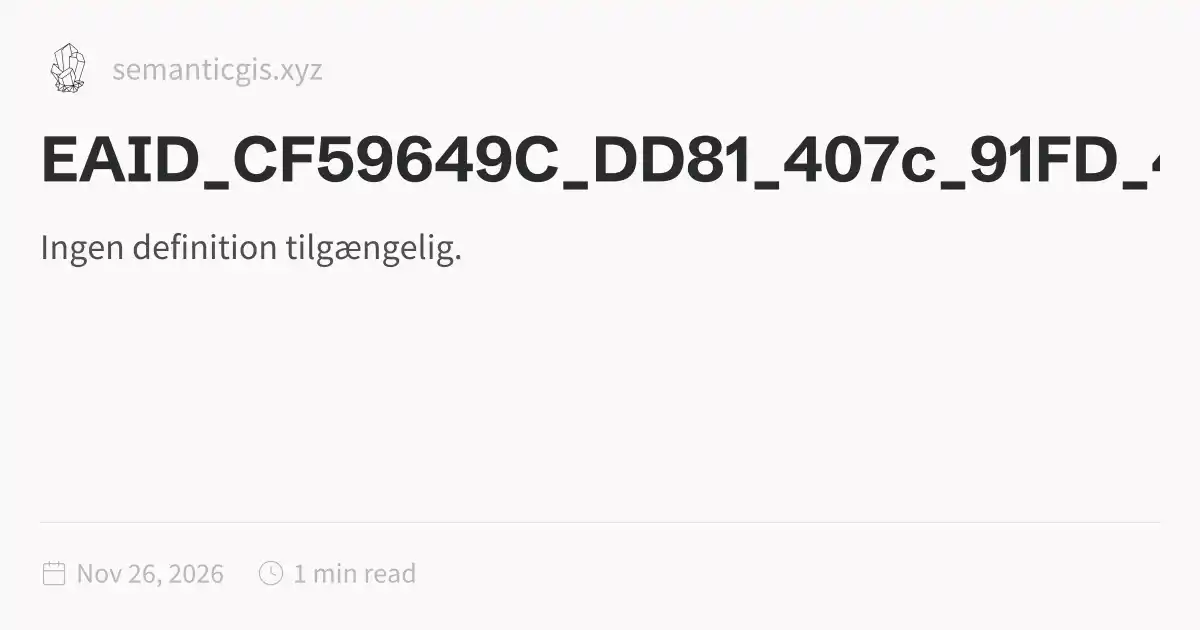 semanticgis.xyz
EAID_CF59649C_DD81_407c_91FD_
Ingen definition tilgængelig.
Nov 26, 2026
1 min read